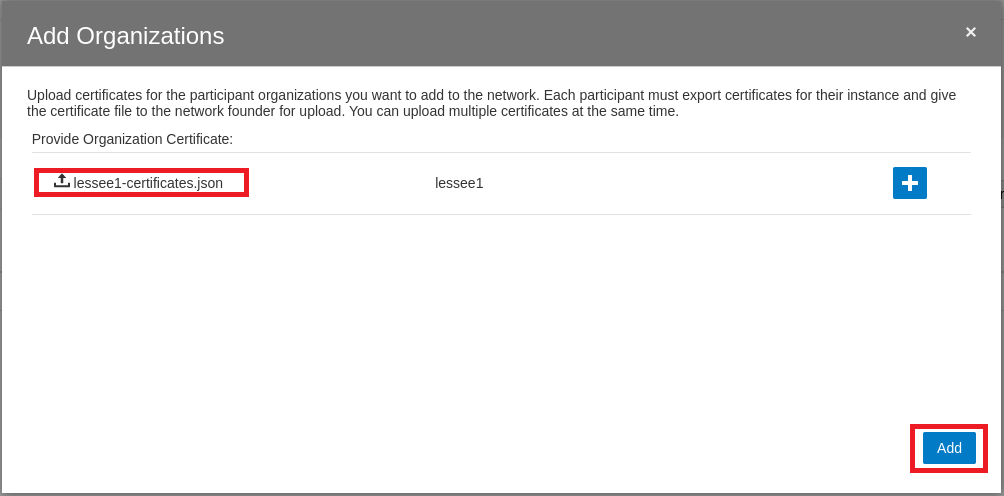 Add Organizations
×
Upload certificates for the participant organizations you want to add to the network. Each participant must export certificates for their instance and give
the certificate file to the network founder for upload. You can upload multiple certificates at the same time.
Provide Organization Certificate:
lessee1-certificates.json lessee1
Add